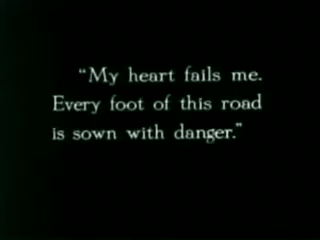 “My heart fails me.
Every foot of this road
is sown with danger.”